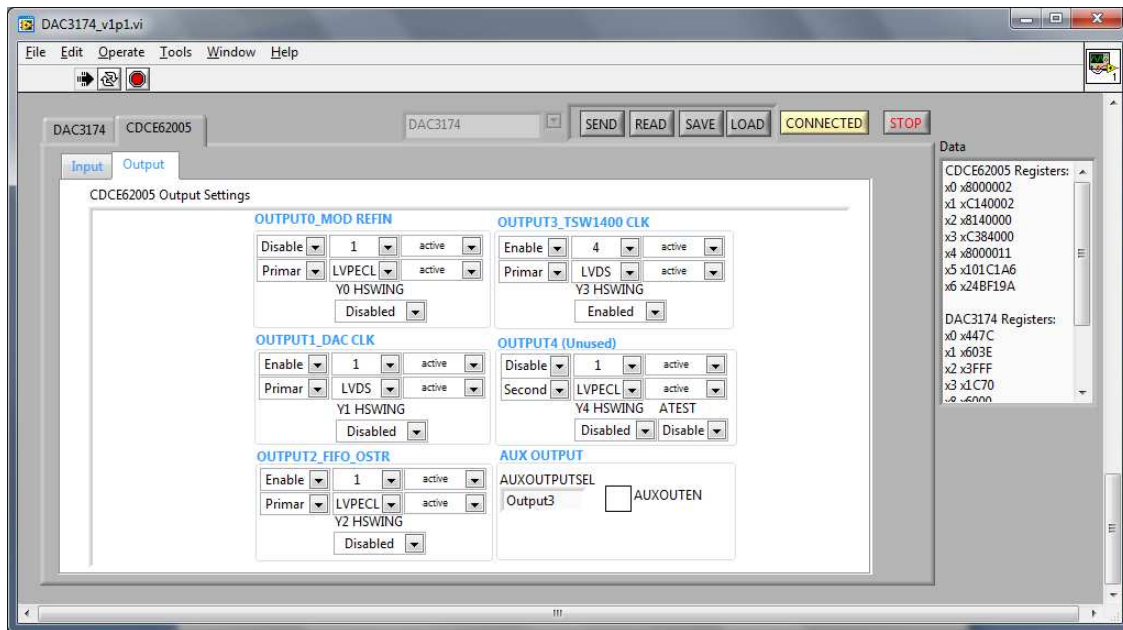 DAC3174_v1p1.vi
File Edit Operate Tools Window Help
1
DAC3174 CDCE62005 DAC3174 SEND READ SAVE LOAD CONNECTED STOP
Input Output
CDCE62005 Output Settings
OUTPUT0_MOD REFIN
Disable 1 active
Primar LVPECL active
Y0 HSWING
Disabled
OUTPUT1_DAC CLK
Enable 1 active
Primar LVDS active
Y1 HSWING
Disabled
OUTPUT2_FIFO_OSTR
Enable 1 active
Primar LVPECL active
Y2 HSWING
Disabled
OUTPUT3_TSW1400 CLK
Enable 4 active
Primar LVDS active
Y3 HSWING
Enabled
OUTPUT4 (Unused)
Disable 1 active
Second LVPECL active
Y4 HSWING ATEST
Disabled Disable
AUX OUTPUT
AUXOUTPUTSEL
Output3 AUXOUTEN
Data
CDCE62005 Registers:
x0 x8000002
x1 xC140002
x2 x8140000
x3 xC384000
x4 x8000011
x5 x101C1A6
x6 x24BF19A
DAC3174 Registers:
x0 x447C
x1 x603E
x2 x3FFF
x3 x1C70
x8 x6000